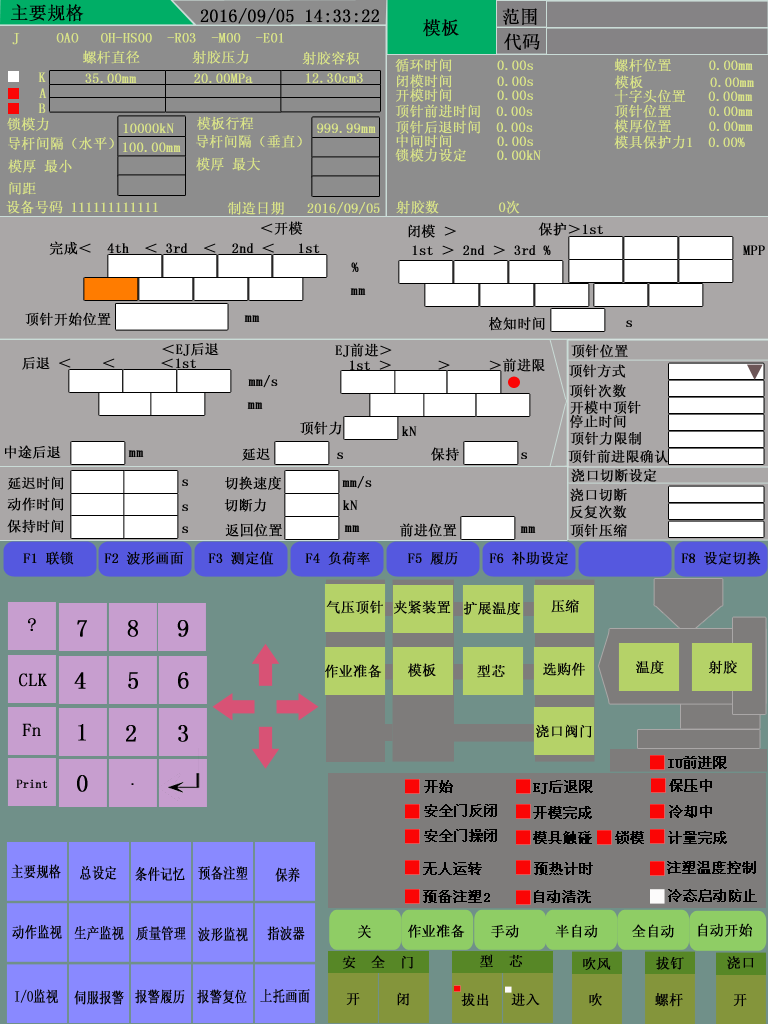 主要规格
2016/09/05 14:33:22
模板
范围
代码
J OAO OH-HS00 -R03 -M00 -E01
螺杆直径 射胶压力 射胶容积
K 35.00mm 20.00MPa 12.30cm3
A
B
锁模力 10000kN 模板行程 999.99mm
导杆间隔（水平） 100.00mm 导杆间隔（垂直）
模厚 最小 模厚 最大
间距
设备号码 111111111111 制造日期 2016/09/05
循环时间 0.00s 螺杆位置 0.00mm
闭模时间 0.00s 模板 0.00mm
开模时间 0.00s 十字头位置 0.00mm
顶针前进时间 0.00s 顶针位置 0.00mm
顶针后退时间 0.00s 模厚位置 0.00mm
中间时间 0.00s 模具保护力1 0.00%
锁模力设定 0.00kN
射胶数 0次
<开模
完成< 4th < 3rd < 2nd < 1st
%
mm
顶针开始位置 mm
闭模 > 保护>1st
1st > 2nd > 3rd %
MPP
检知时间 s
<EJ后退
后退 < < <1st
mm/s
mm
中途后退 mm
EJ前进>
1st > > >前进限
顶针力 kN
延迟 s 保持 s
顶针位置
顶针方式
顶针次数
开模中顶针
停止时间
顶针力限制
顶针前进限确认
浇口切断设定
浇口切断
反复次数
顶针压缩
延迟时间 s 切换速度 mm/s
动作时间 s 切断力 kN
保持时间 s 返回位置 mm 前进位置 mm
F1 联锁 F2 波形画面 F3 测定值 F4 负荷率 F5 履历 F6 补助设定 F8 设定切换
? 7 8 9
CLK 4 5 6
Fn 1 2 3
Print 0 .
气压顶针 夹紧装置 扩展温度 压缩
作业准备 模板 型芯 选购件 温度 射胶
浇口阀门
IU前进限
开始 EJ后退限 保压中
安全门反闭 开模完成 冷却中
安全门操闭 模具触碰 锁模 计量完成
无人运转 预热计时 注塑温度控制
预备注塑2 自动清洗 冷态启动防止
主要规格 总设定 条件记忆 预备注塑 保养
动作监视 生产监视 质量管理 波形监视 指波器
I/O监视 伺服报警 报警履历 报警复位 上托画面
关 作业准备 手动 半自动 全自动 自动开始
安 全 门 型 芯 吹风 拔钉 浇口
开 闭 拔出 进入 吹 螺杆 开